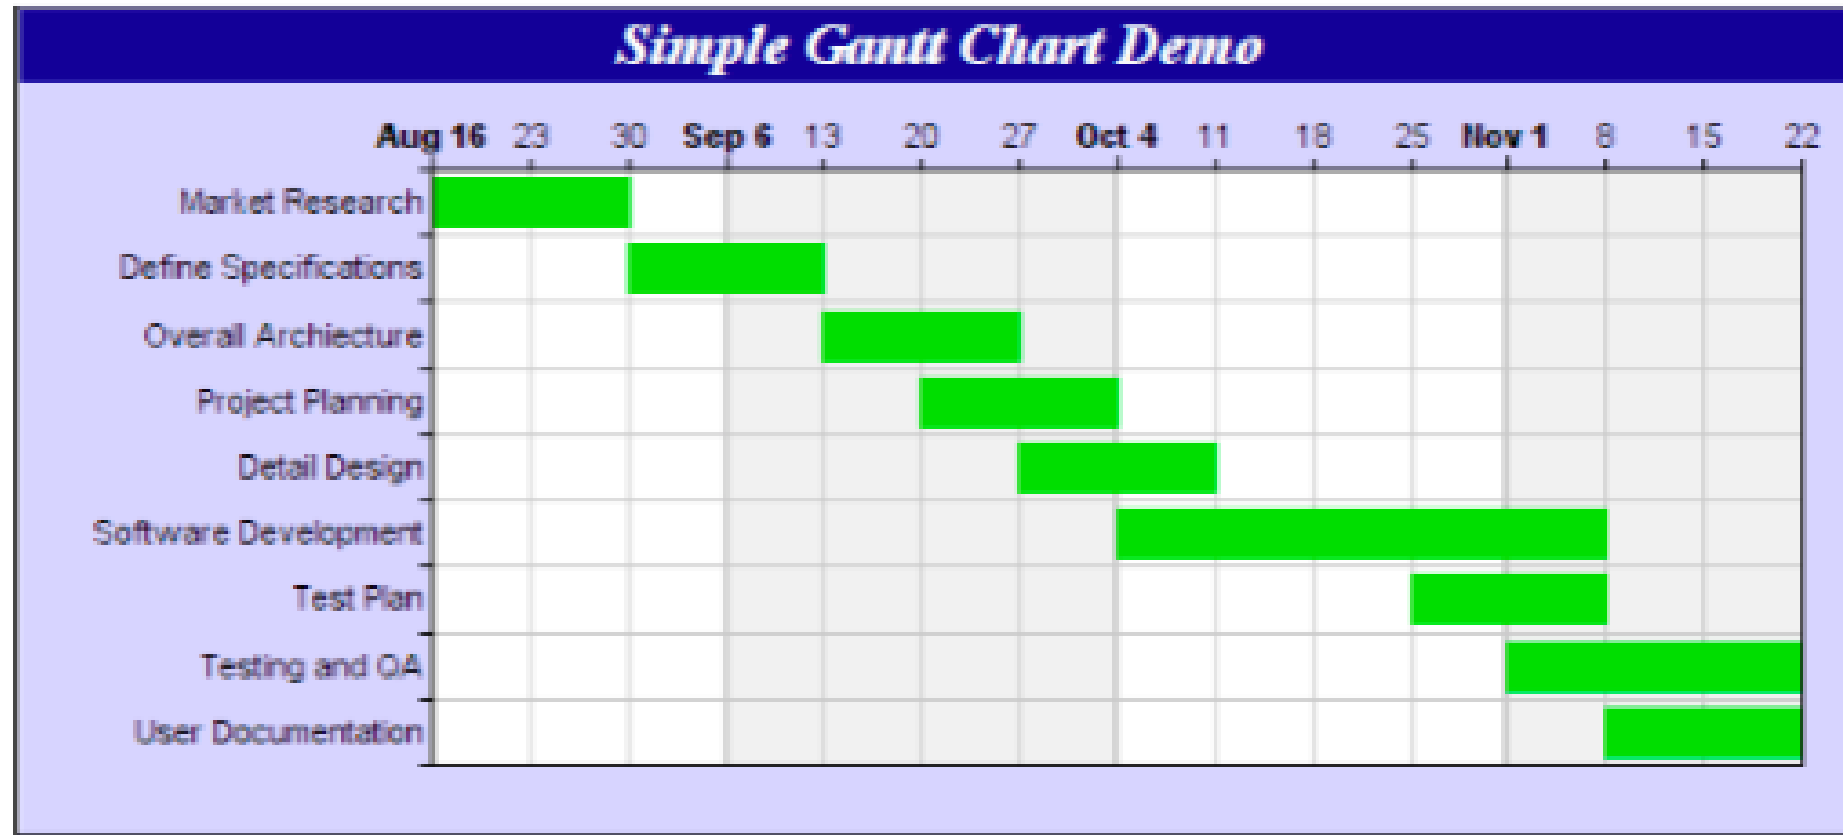 Simple Gantt Chart Demo
Aug 16 23 30 Sep 6 13 20 27 Oct 4 11 18 25 Nov 1 8 15 22
Market Research
Define Specifications
Overall Archiecture
Project Planning
Detail Design
Software Development
Test Plan
Testing and QA
User Documentation